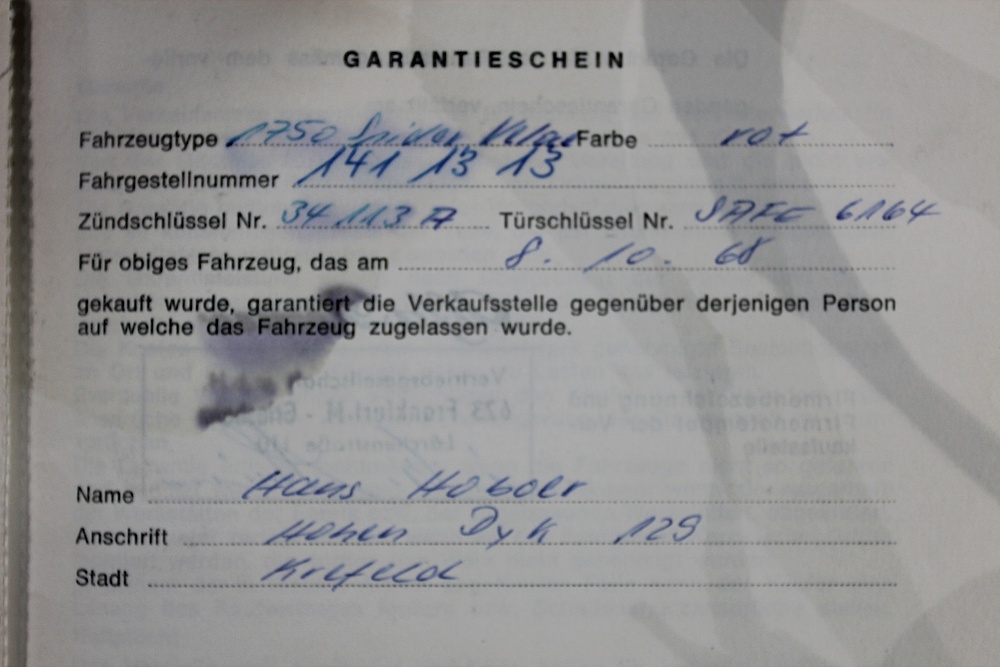 GARANTIESCHEIN
Fahrzeugtype 1750 Spider Farbe rot
Fahrgestellnummer 141 13 13
Zündschlüssel Nr. 34 113 A Türschlüssel Nr. SAFE 6164
Für obiges Fahrzeug, das am 8. 10. 68
gekauft wurde, garantiert die Verkaufsstelle gegenüber derjenigen Person
auf welche das Fahrzeug zugelassen wurde.
Name Hans
Anschrift Hohen Dyk 129
Stadt Krefeld